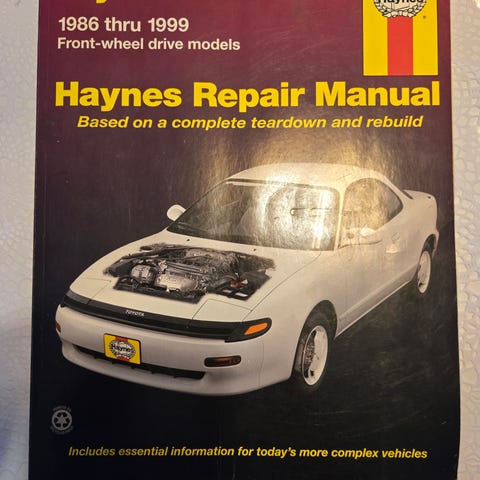 1986 thru 1999
Front-wheel drive models
Haynes
®
Haynes Repair Manual
Based on a complete teardown and rebuild
TOYOTA
Haynes
Includes essential information for today's more complex vehicles